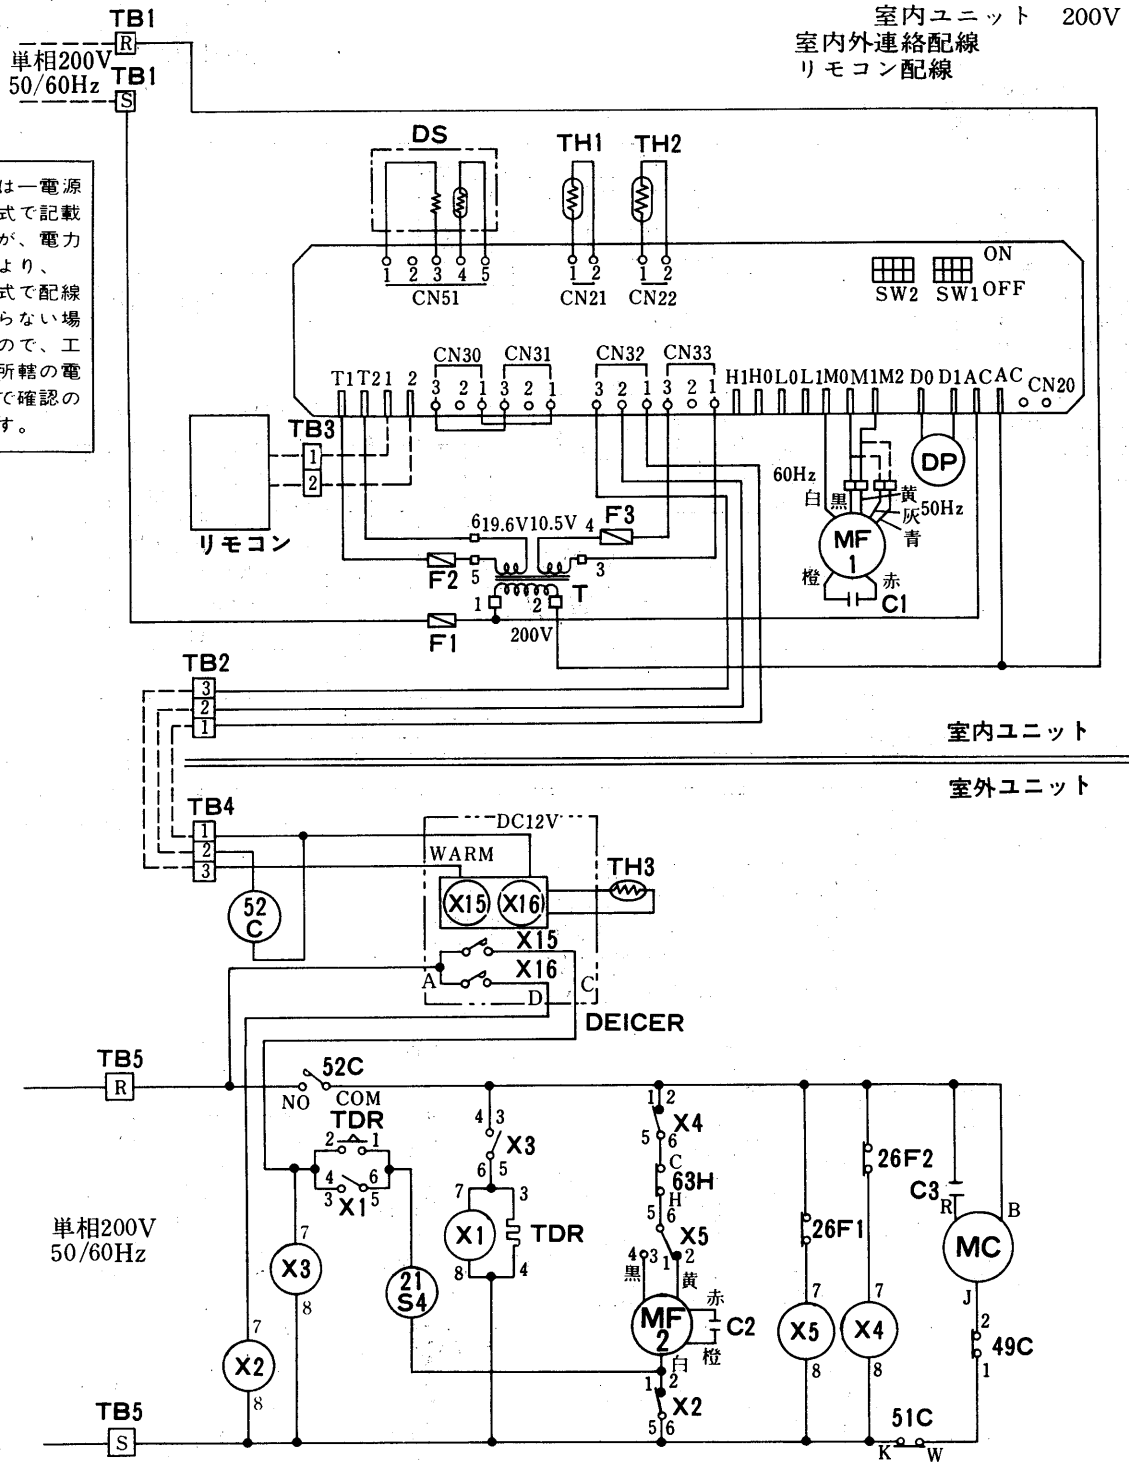 室内ユニット 200V
室内外連絡配線
リモコン配線
TB1
R
単相200V
50/60Hz
TB1
S
は一電源
式で記載
が、電力
より、
式で配線
らない場
ので、工
所轄の電
で確認の
す。
DS
TH1
TH2
1 2 3 4 5
CN51
1 2
CN21
1 2
CN22
SW2
SW1
ON
OFF
CN30
CN31
CN32
CN33
T1 T2 1 2
3 2 1 3 2 1
3 2 1 3 2 1
H1 H0 L0 L1 M0 M1 M2 D0 D1 AC AC
CN20
TB3
1
2
リモコン
60Hz
白 黒 黄
灰 50Hz
青
DP
MF
1
橙 赤
C1
6 19.6V 10.5V 4
F3
F2
5
3
T
1 2
200V
F1
TB2
3
2
1
室内ユニット
室外ユニット
TB4
1
2
3
DC12V
WARM
X15
X16
TH3
52
C
X15
X16
A
D
C
DEICER
TB5
R
52C
NO
COM
TDR
2 1
4 6
3 5
X1
4 3
X3
6 5
7 3
X1
TDR
8 4
1 2
X4
5 6
C
63H
H
5 6
X5
4 3 1 2
黒 黄
MF
2
赤
C2
橙
白
1 2
X2
5 6
26F1
26F2
C3
R
B
MC
J
2
49C
1
単相200V
50/60Hz
7
X3
8
21
S4
7
X2
8
7
X5
8
7
X4
8
TB5
S
51C
K
W